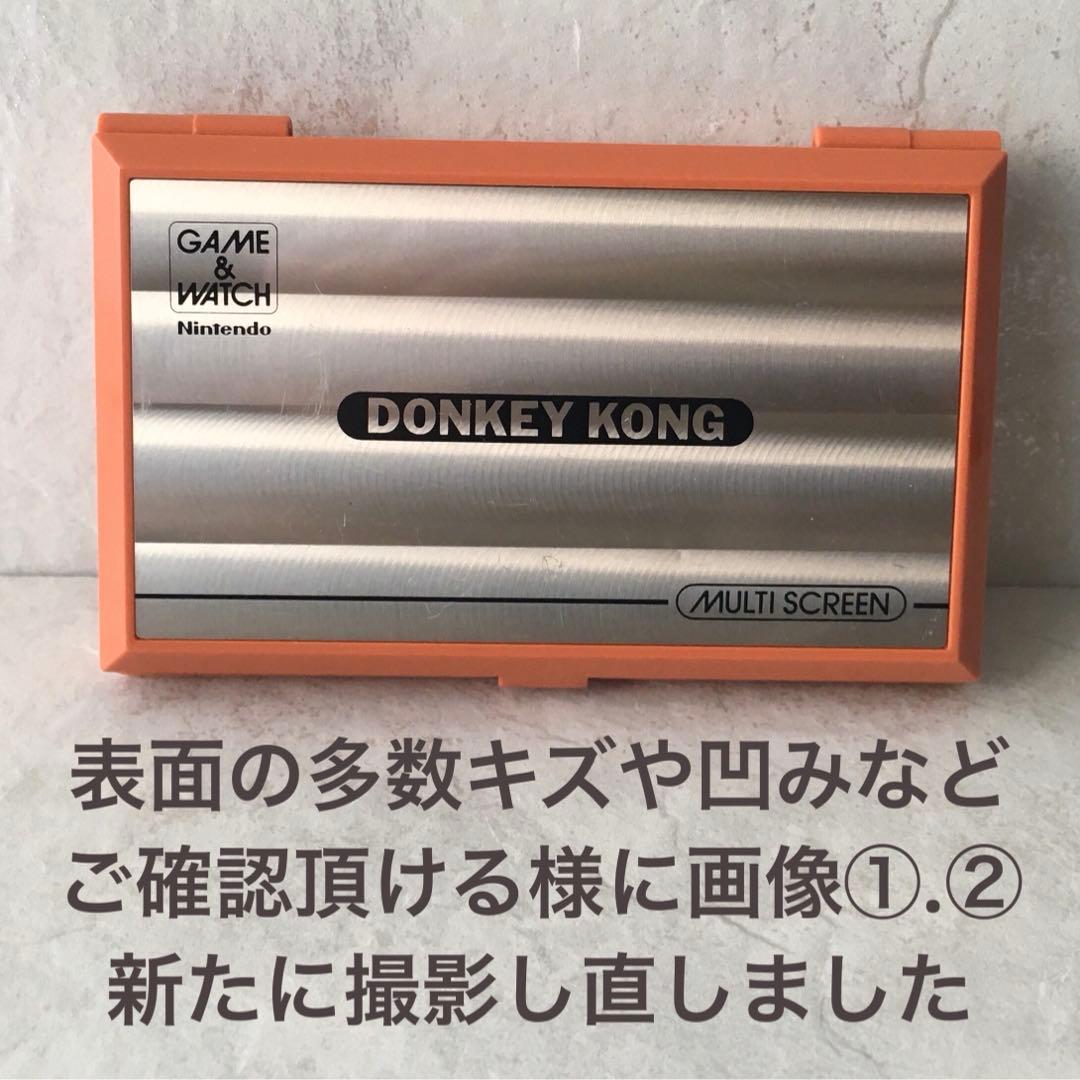 GAME
&
WATCH
Nintendo
DONKEY KONG
MULTI SCREEN
表面の多数キズや凹みなど
ご確認頂ける様に画像①.②
新たに撮影し直しました